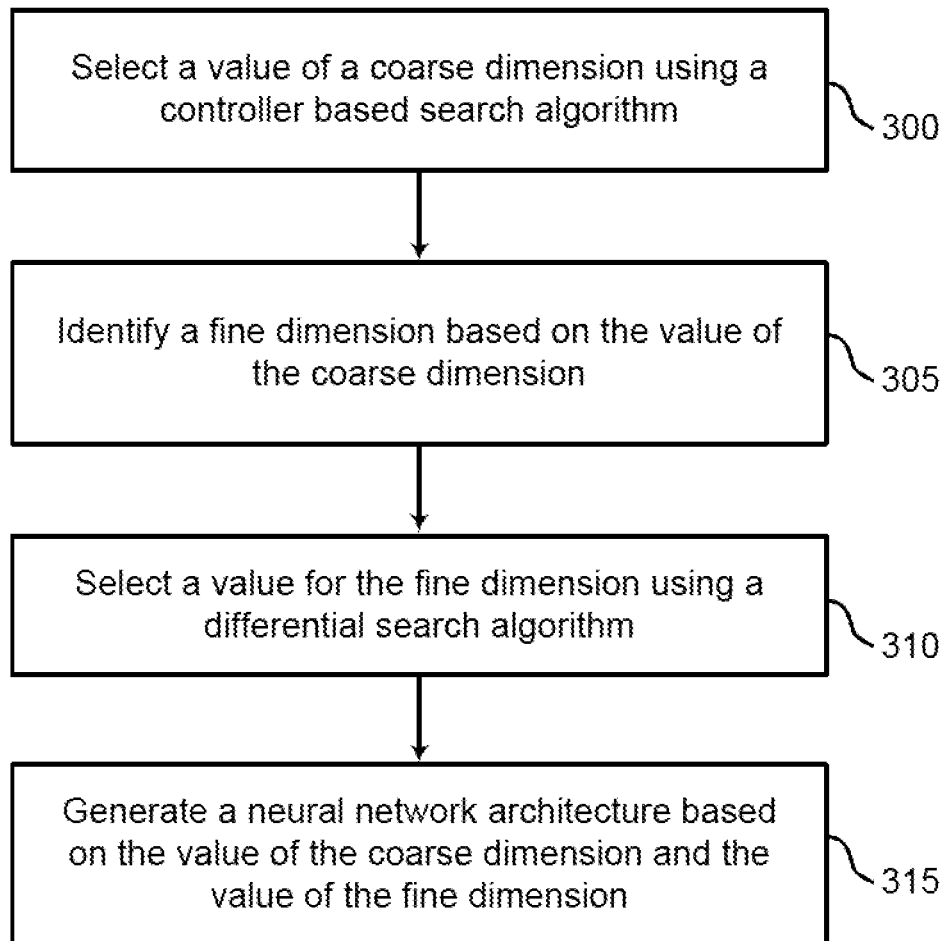 Select a value of a coarse dimension using a
controller based search algorithm
300
Identify a fine dimension based on the value of
the coarse dimension
305
Select a value for the fine dimension using a
differential search algorithm
310
Generate a neural network architecture based
on the value of the coarse dimension and the
value of the fine dimension
315